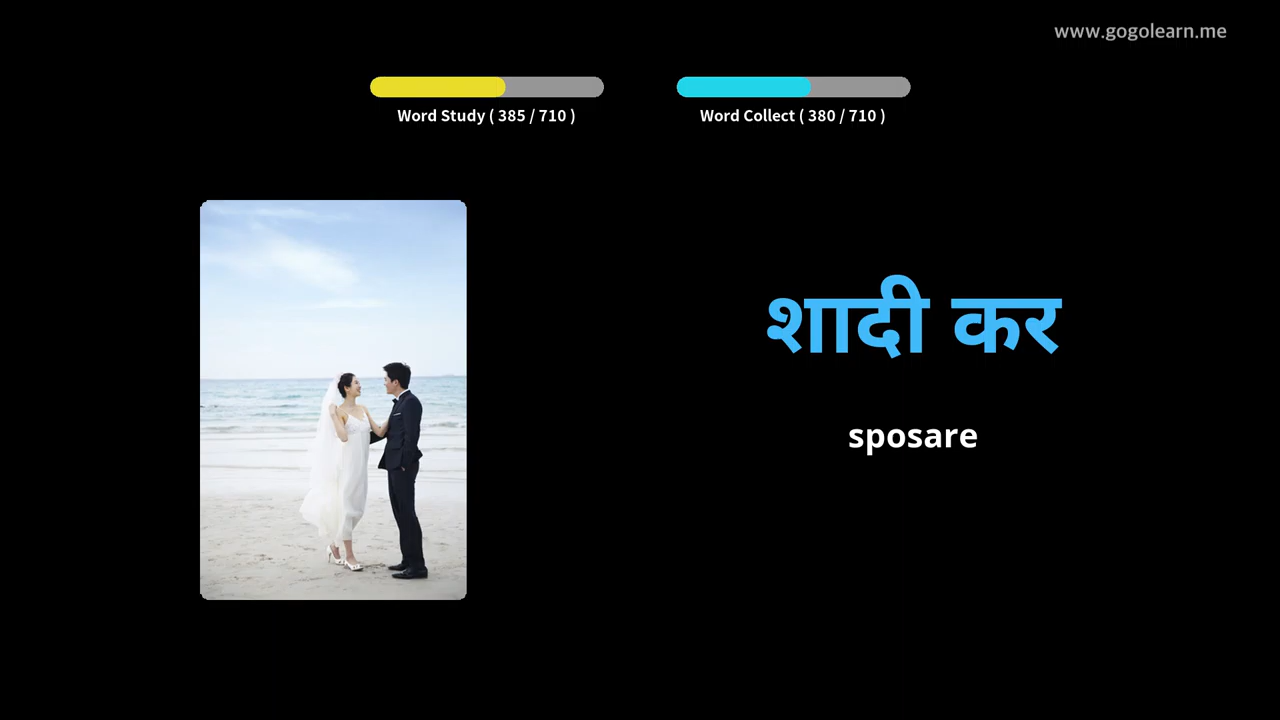 www.gogolearn.me
Word Study ( 385 / 710 )
Word Collect ( 380 / 710 )
शादी कर
sposare